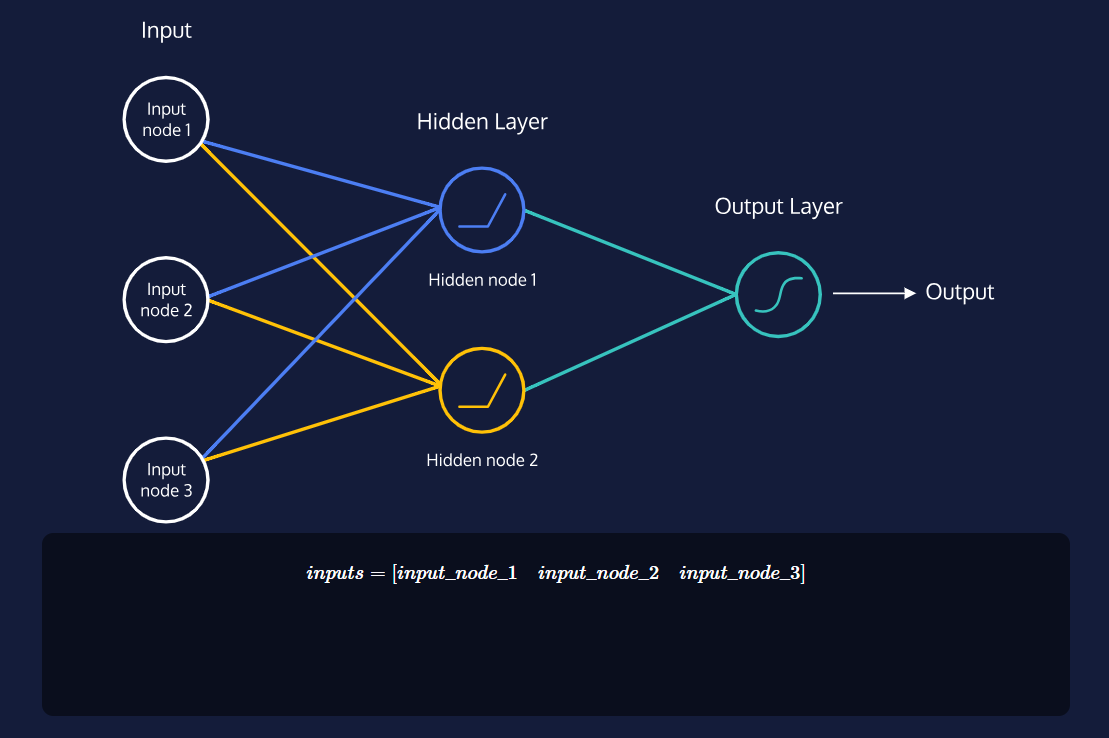 Input
Input
node 1
Hidden Layer
Hidden node 1
Input
node 2
Output Layer
Output
Hidden node 2
Input
node 3
inputs = [input_node_1 input_node_2 input_node_3]